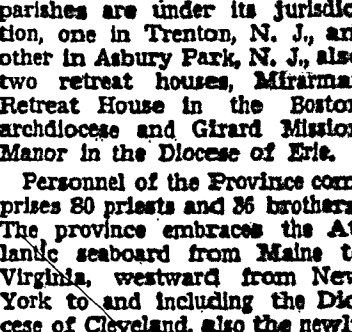 parishes are under its jurisdic
tion, one in Trenton, N. J., an
other in Asbury Park, N. J., also
two retreat houses, Miramar
Retreat House in the Boston
archdiocese and Girard Mission
Manor in the Diocese of Erie.
Personnel of the Province com
prises 80 priests and 36 brothers
The province embraces the At
lantic seaboard from Maine t
Virginia, westward from New
York to and including the Dio
cese of Cleveland, also the newly